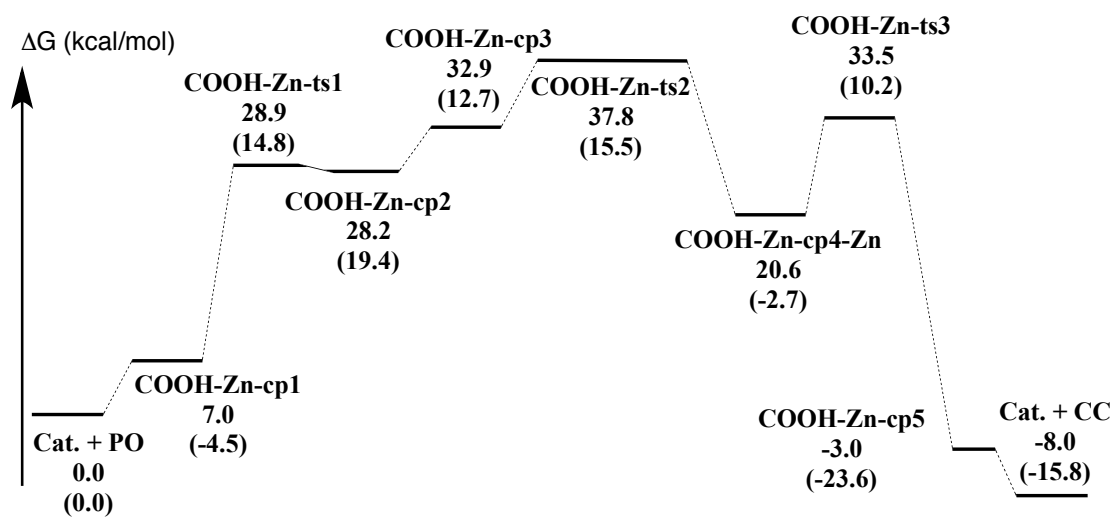 ΔG (kcal/mol)
Cat. + PO
0.0
(0.0)
COOH-Zn-cp1
7.0
(-4.5)
COOH-Zn-ts1
28.9
(14.8)
COOH-Zn-cp2
28.2
(19.4)
COOH-Zn-cp3
32.9
(12.7)
COOH-Zn-ts2
37.8
(15.5)
COOH-Zn-cp4-Zn
20.6
(-2.7)
COOH-Zn-ts3
33.5
(10.2)
COOH-Zn-cp5
-3.0
(-23.6)
Cat. + CC
-8.0
(-15.8)